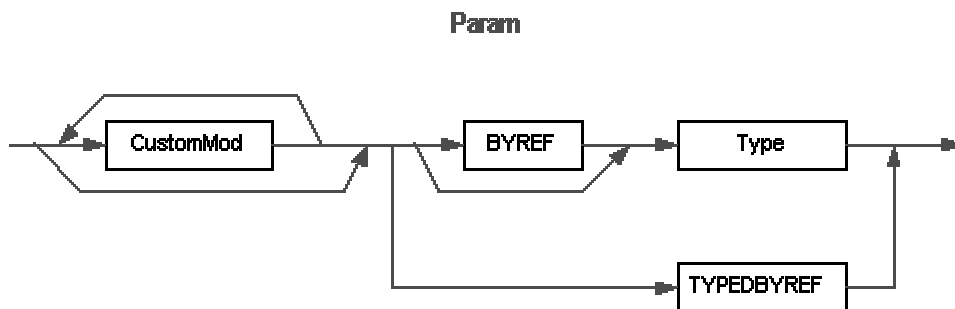 Param
CustomMod
BYREF
Type
TYPEDBYREF